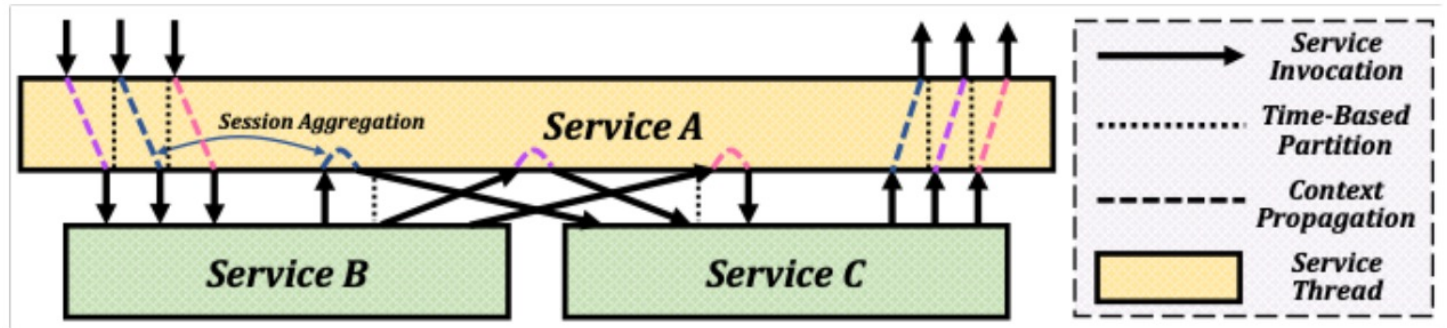 Session Aggregation
Service A
Service B
Service C
Service
Invocation
Time-Based
Partition
Context
Propagation
Service
Thread